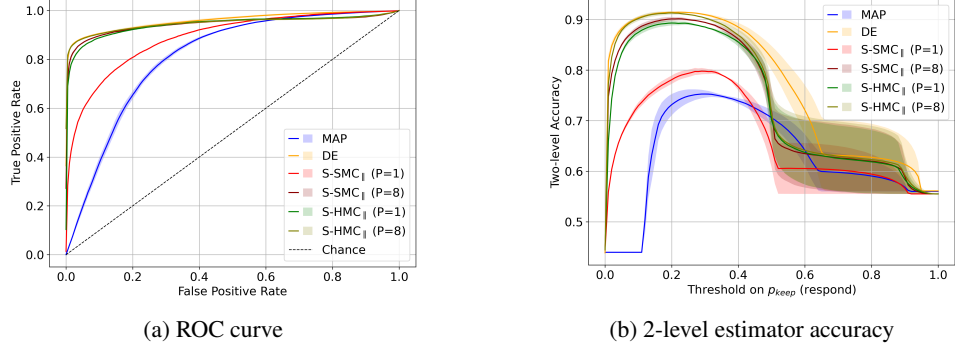 1.0
0.8
0.6
0.4
0.2
0.0
True Positive Rate
0.0 0.2 0.4 0.6 0.8 1.0
False Positive Rate
MAP
DE
S-SMC∥ (P=1)
S-SMC∥ (P=8)
S-HMC∥ (P=1)
S-HMC∥ (P=8)
Chance
(a) ROC curve
0.9
0.8
0.7
0.6
0.5
Two-level Accuracy
0.0 0.2 0.4 0.6 0.8 1.0
Threshold on p_keep (respond)
MAP
DE
S-SMC∥ (P=1)
S-SMC∥ (P=8)
S-HMC∥ (P=1)
S-HMC∥ (P=8)
(b) 2-level estimator accuracy